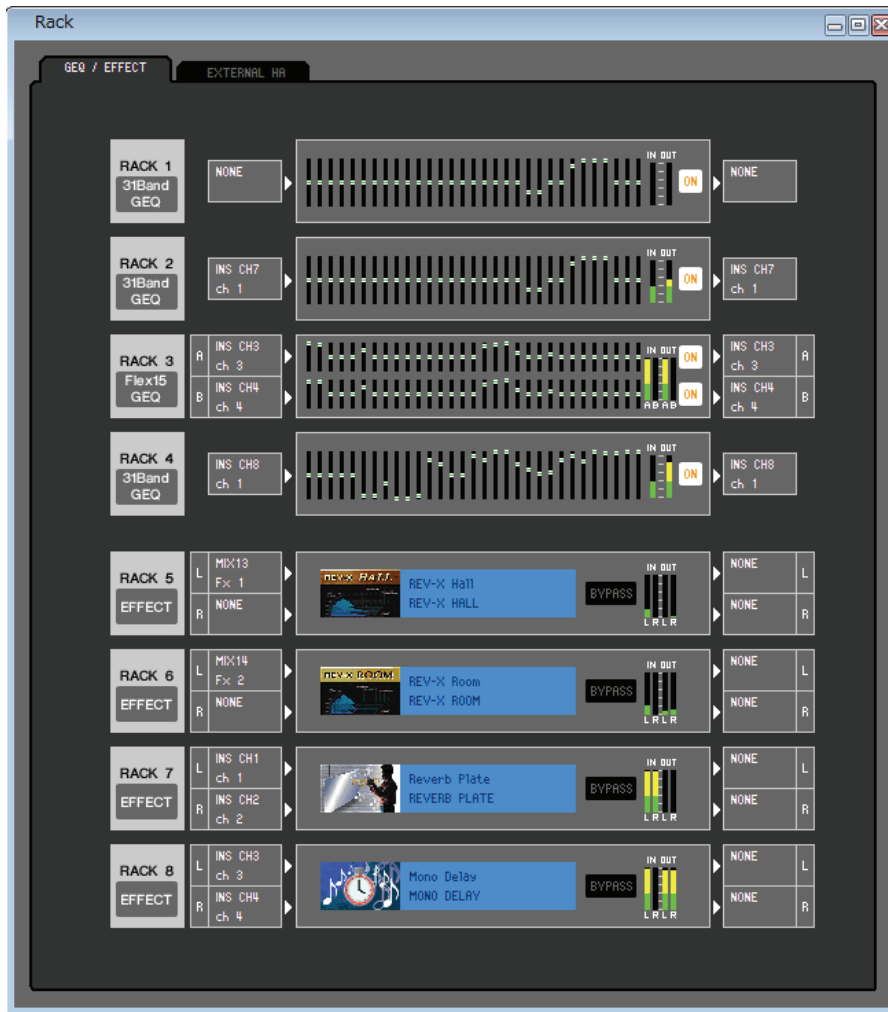 Rack
GEQ / EFFECT
EXTERNAL HA
RACK 1
31Band
GEQ
NONE
IN OUT
ON
NONE
RACK 2
31Band
GEQ
INS CH7
ch 1
IN OUT
ON
INS CH7
ch 1
RACK 3
Flex15
GEQ
A
INS CH3
ch 3
B
INS CH4
ch 4
IN OUT
ON
ON
A B A B
INS CH3
ch 3
A
INS CH4
ch 4
B
RACK 4
31Band
GEQ
INS CH8
ch 1
IN OUT
ON
INS CH8
ch 1
RACK 5
EFFECT
L
MIX13
Fx 1
R
NONE
REV-X HALL
REV-X Hall
REV-X HALL
BYPASS
IN OUT
L R L R
NONE
L
NONE
R
RACK 6
EFFECT
L
MIX14
Fx 2
R
NONE
REV-X ROOM
REV-X Room
REV-X ROOM
BYPASS
IN OUT
L R L R
NONE
L
NONE
R
RACK 7
EFFECT
L
INS CH1
ch 1
R
INS CH2
ch 2
Reverb Plate
REVERB PLATE
BYPASS
IN OUT
L R L R
NONE
L
NONE
R
RACK 8
EFFECT
L
INS CH3
ch 3
R
INS CH4
ch 4
Mono Delay
MONO DELAY
BYPASS
IN OUT
L R L R
NONE
L
NONE
R